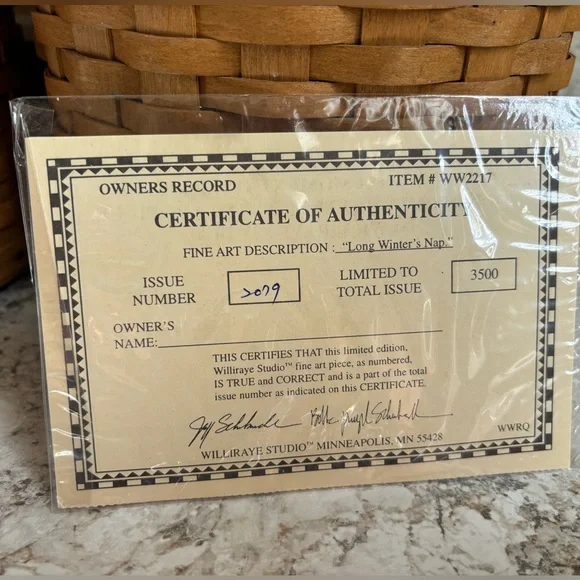 OWNERS RECORD ITEM # WW2217
CERTIFICATE OF AUTHENTICITY
FINE ART DESCRIPTION : "Long Winter's Nap."
ISSUE NUMBER 2079 LIMITED TO TOTAL ISSUE 3500
OWNER'S
NAME:
THIS CERTIFIES THAT this limited edition,
Williraye Studio™ fine art piece, as numbered,
IS TRUE and CORRECT and is a part of the total
issue number as indicated on this CERTIFICATE.
WILLIRAYE STUDIO™ MINNEAPOLIS, MN 55428 WWRQ